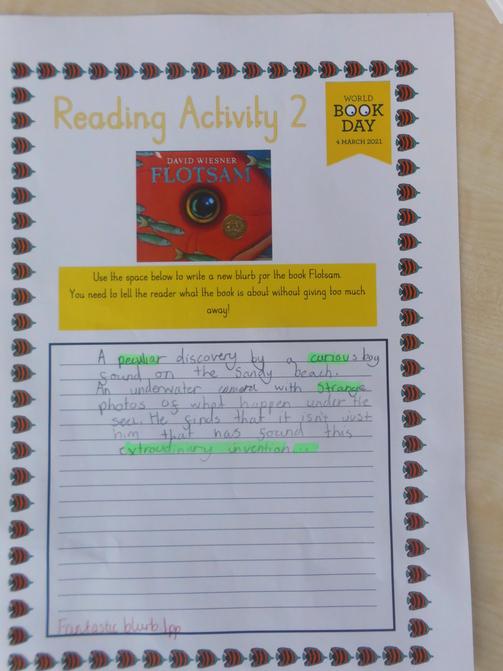 Reading Activity 2
WORLD
BOOK
DAY
4 MARCH 2021
DAVID WIESNER
FLOTSAM
Use the space below to write a new blurb for the book Flotsam.
You need to tell the reader what the book is about without giving too much
away!
A peculiar discovery by a curious boy
found on the sandy beach.
An underwater camera with strange
photos of what happen under the
sea. He finds that it isn't just
him that has found this
extraudinary invention...
Fantastic blurb 1pp